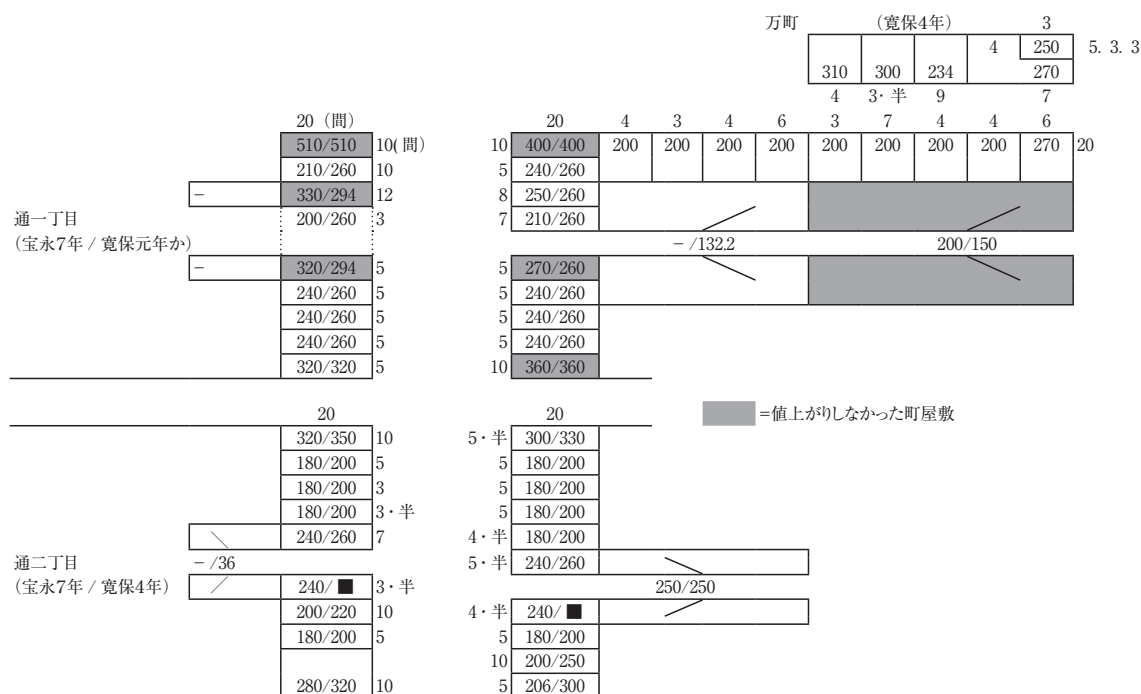 万町 (寛保4年) 3
4 250 5. 3. 3
310 300 234 270
4 3・半 9 7
20 (間) 20 4 3 4 6 3 7 4 4 6
510/510 10(間) 10 400/400 200 200 200 200 200 200 200 200 270 20
210/260 10 5 240/260
− 330/294 12 8 250/260
通一丁目 200/260 3 7 210/260
(宝永7年 / 寛保元年か) − /132.2 200/150
− 320/294 5 5 270/260
240/260 5 5 240/260
240/260 5 5 240/260
240/260 5 5 240/260
320/320 5 10 360/360
20 20 =値上がりしなかった町屋敷
320/350 10 5・半 300/330
180/200 5 5 180/200
180/200 3 5 180/200
180/200 3・半 5 180/200
240/260 7 4・半 180/200
通二丁目 − /36 5・半 240/260
(宝永7年 / 寛保4年) 240/ ■ 3・半 250/250
200/220 10 4・半 240/ ■
180/200 5 5 180/200
10 200/250
280/320 10 5 206/300